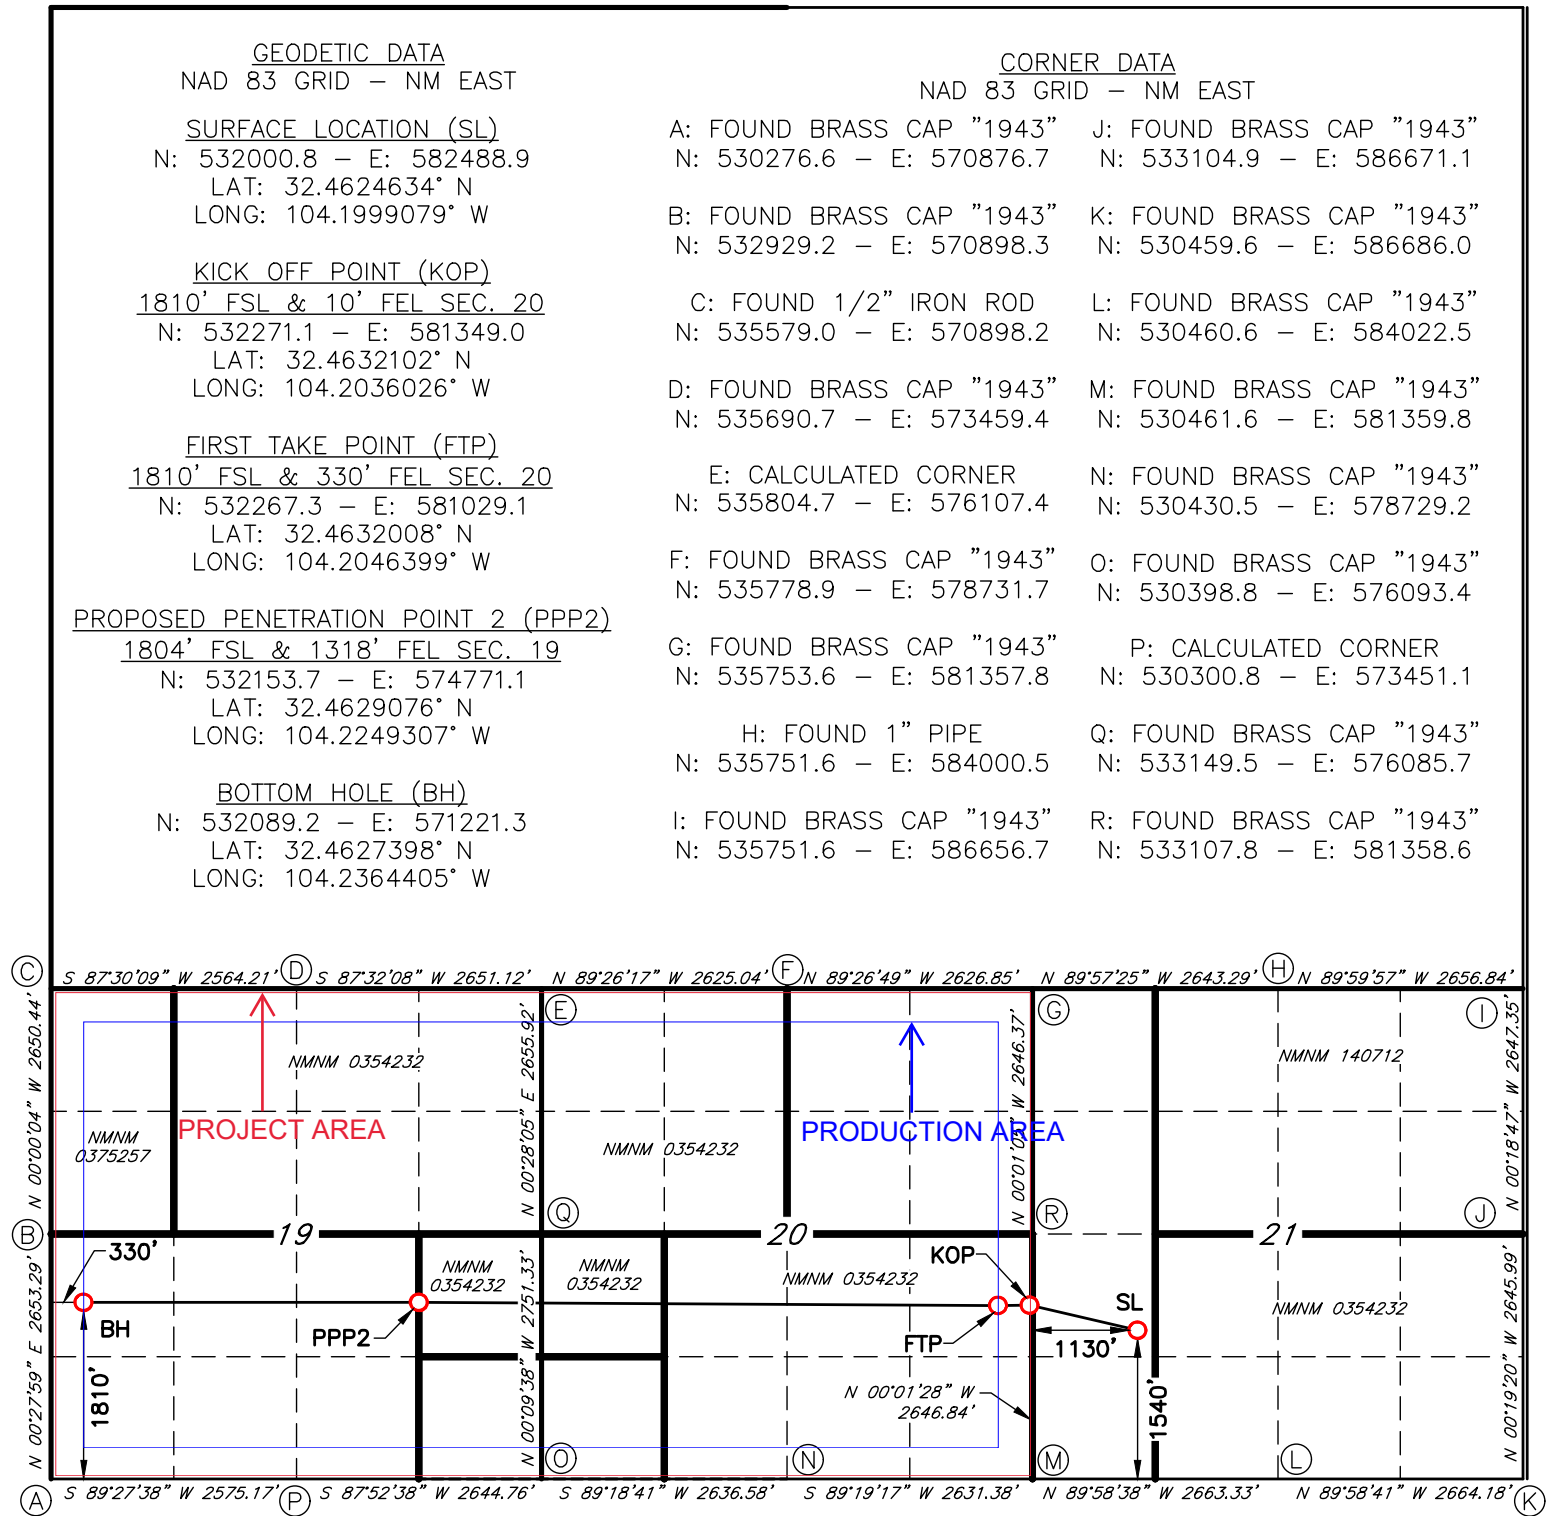 GEODETIC DATA
NAD 83 GRID – NM EAST
SURFACE LOCATION (SL)
N: 532000.8 – E: 582488.9
LAT: 32.4624634° N
LONG: 104.1999079° W
KICK OFF POINT (KOP)
1810' FSL & 10' FEL SEC. 20
N: 532271.1 – E: 581349.0
LAT: 32.4632102° N
LONG: 104.2036026° W
FIRST TAKE POINT (FTP)
1810' FSL & 330' FEL SEC. 20
N: 532267.3 – E: 581029.1
LAT: 32.4632008° N
LONG: 104.2046399° W
PROPOSED PENETRATION POINT 2 (PPP2)
1804' FSL & 1318' FEL SEC. 19
N: 532153.7 – E: 574771.1
LAT: 32.4629076° N
LONG: 104.2249307° W
BOTTOM HOLE (BH)
N: 532089.2 – E: 571221.3
LAT: 32.4627398° N
LONG: 104.2364405° W
CORNER DATA
NAD 83 GRID – NM EAST
A: FOUND BRASS CAP "1943"
N: 530276.6 – E: 570876.7
B: FOUND BRASS CAP "1943"
N: 532929.2 – E: 570898.3
C: FOUND 1/2" IRON ROD
N: 535579.0 – E: 570898.2
D: FOUND BRASS CAP "1943"
N: 535690.7 – E: 573459.4
E: CALCULATED CORNER
N: 535804.7 – E: 576107.4
F: FOUND BRASS CAP "1943"
N: 535778.9 – E: 578731.7
G: FOUND BRASS CAP "1943"
N: 535753.6 – E: 581357.8
H: FOUND 1" PIPE
N: 535751.6 – E: 584000.5
I: FOUND BRASS CAP "1943"
N: 535751.6 – E: 586656.7
J: FOUND BRASS CAP "1943"
N: 533104.9 – E: 586671.1
K: FOUND BRASS CAP "1943"
N: 530459.6 – E: 586686.0
L: FOUND BRASS CAP "1943"
N: 530460.6 – E: 584022.5
M: FOUND BRASS CAP "1943"
N: 530461.6 – E: 581359.8
N: FOUND BRASS CAP "1943"
N: 530430.5 – E: 578729.2
O: FOUND BRASS CAP "1943"
N: 530398.8 – E: 576093.4
P: CALCULATED CORNER
N: 530300.8 – E: 573451.1
Q: FOUND BRASS CAP "1943"
N: 533149.5 – E: 576085.7
R: FOUND BRASS CAP "1943"
N: 533107.8 – E: 581358.6
C
S 87°30'09" W 2564.21'
D
S 87°32'08" W 2651.12'
N 89°26'17" W 2625.04'
F
N 89°26'49" W 2626.85'
N 89°57'25" W 2643.29'
H
N 89°59'57" W 2656.84'
E
G
I
N 00°00'04" W 2650.44'
N 00°28'05" E 2655.92'
N 00°01'05" W 2646.37'
N 00°18'47" W 2647.35'
NMNM 0354232
NMNM 140712
PROJECT AREA
PRODUCTION AREA
NMNM
0375257
NMNM 0354232
B
19
Q
20
R
21
J
330'
NMNM
0354232
NMNM
0354232
NMNM 0354232
KOP
NMNM 0354232
SL
BH
PPP2
FTP
1130'
N 00°27'59" E 2653.29'
1810'
N 00°09'38" W 2751.33'
N 00°01'28" W
2646.84'
1540'
N 00°19'20" W 2645.99'
O
N
M
L
A
S 89°27'38" W 2575.17'
P
S 87°52'38" W 2644.76'
S 89°18'41" W 2636.58'
S 89°19'17" W 2631.38'
N 89°58'38" W 2663.33'
N 89°58'41" W 2664.18'
K